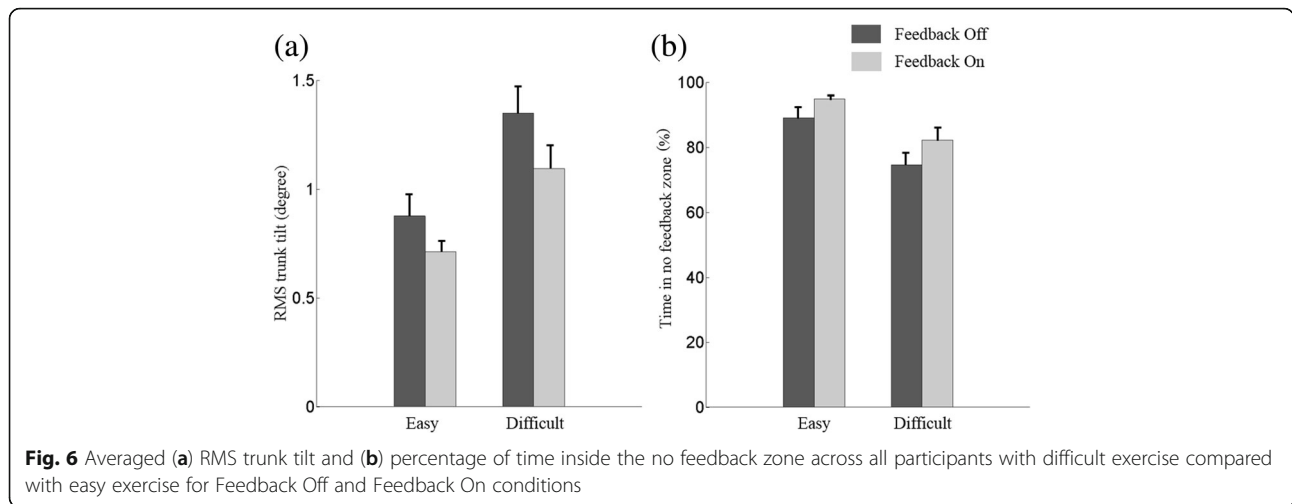 (a)
(b)
Feedback Off
Feedback On
RMS trunk tilt (degree)
1.5
1
0.5
0
Easy
Difficult
Time in no feedback zone (%)
100
80
60
40
20
0
Easy
Difficult
Fig. 6 Averaged (a) RMS trunk tilt and (b) percentage of time inside the no feedback zone across all participants with difficult exercise compared
with easy exercise for Feedback Off and Feedback On conditions